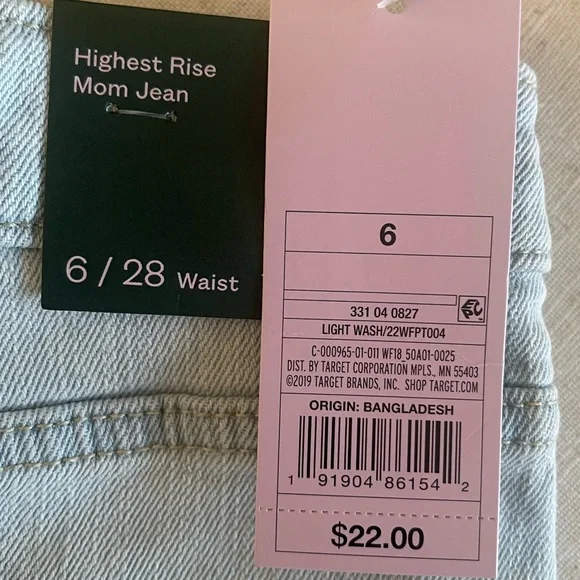 Highest Rise
Mom Jean
6 / 28 Waist
6
331 04 0827
EPC
LIGHT WASH/22WFPT004
C-000965-01-011 WF18 50A01-0025
DIST. BY TARGET CORPORATION MPLS., MN 55403
©2019 TARGET BRANDS, INC. SHOP TARGET.COM
ORIGIN: BANGLADESH
1 91904 86154 2
$22.00